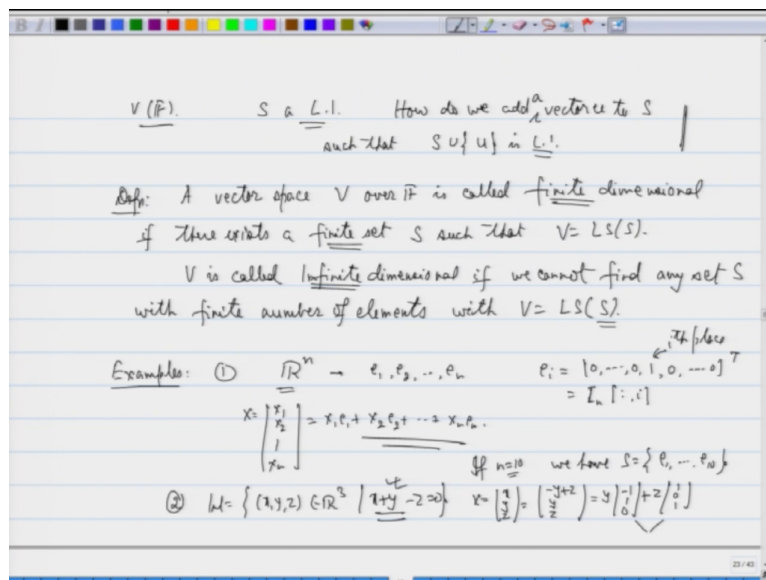 V(F). S a L.I. How do we add a vector u to S
such that S ∪ {u} is L.I.
Defn: A vector space V over F is called finite dimensional
if there exists a finite set S such that V = LS(S).
V is called Infinite dimensional if we cannot find any set S
with finite number of elements with V = LS(S).
ith place
Examples: ① ℝⁿ → e₁, e₂, .., eₙ eᵢ = [0, ..., 0, 1, 0, ... 0]ᵀ
= Iₙ [:, i]
x = [x₁ x₂ ⋮ xₙ] = x₁e₁ + x₂e₂ + ... + xₙeₙ.
If n=10 we have S = {e₁, ... e₁₀}.
② W = {(x,y,z) ∈ ℝ³ | x+y-z=0} x = [x y z] = [-y+z y z] = y[-1 1 0] + z[1 0 1]
23 / 43